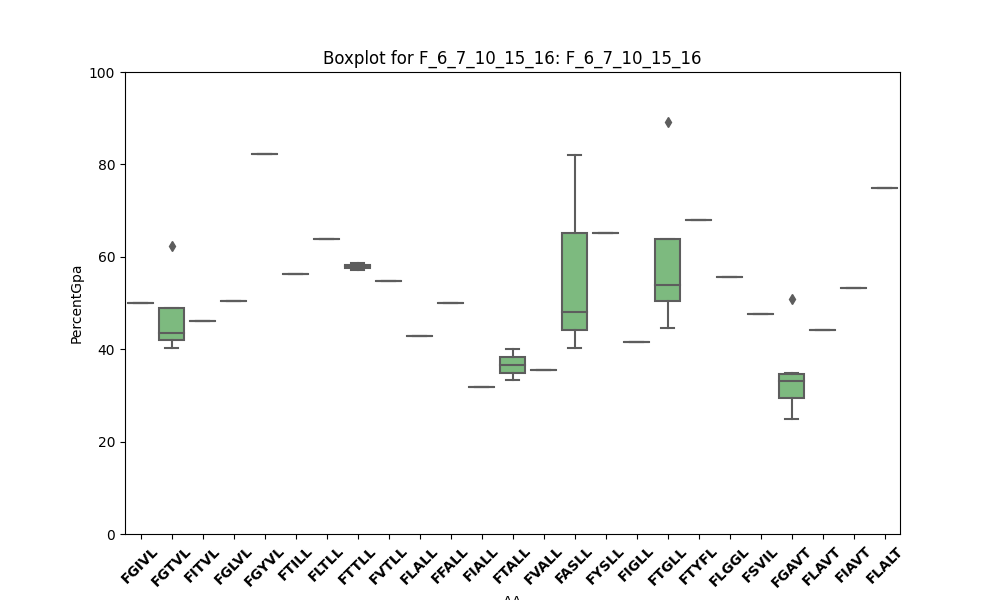 Boxplot for F_6_7_10_15_16: F_6_7_10_15_16
100
80
60
40
20
0
PercentGpa
FGIVL
FGTVL
FITVL
FGLVL
FGYVL
FTILL
FLTLL
FTTLL
FVTLL
FLALL
FFALL
FIALL
FTALL
FVALL
FASLL
FYSLL
FIGLL
FTGLL
FTYFL
FLGGL
FSVIL
FGAVT
FLAVT
FIAVT
FLALT
AA